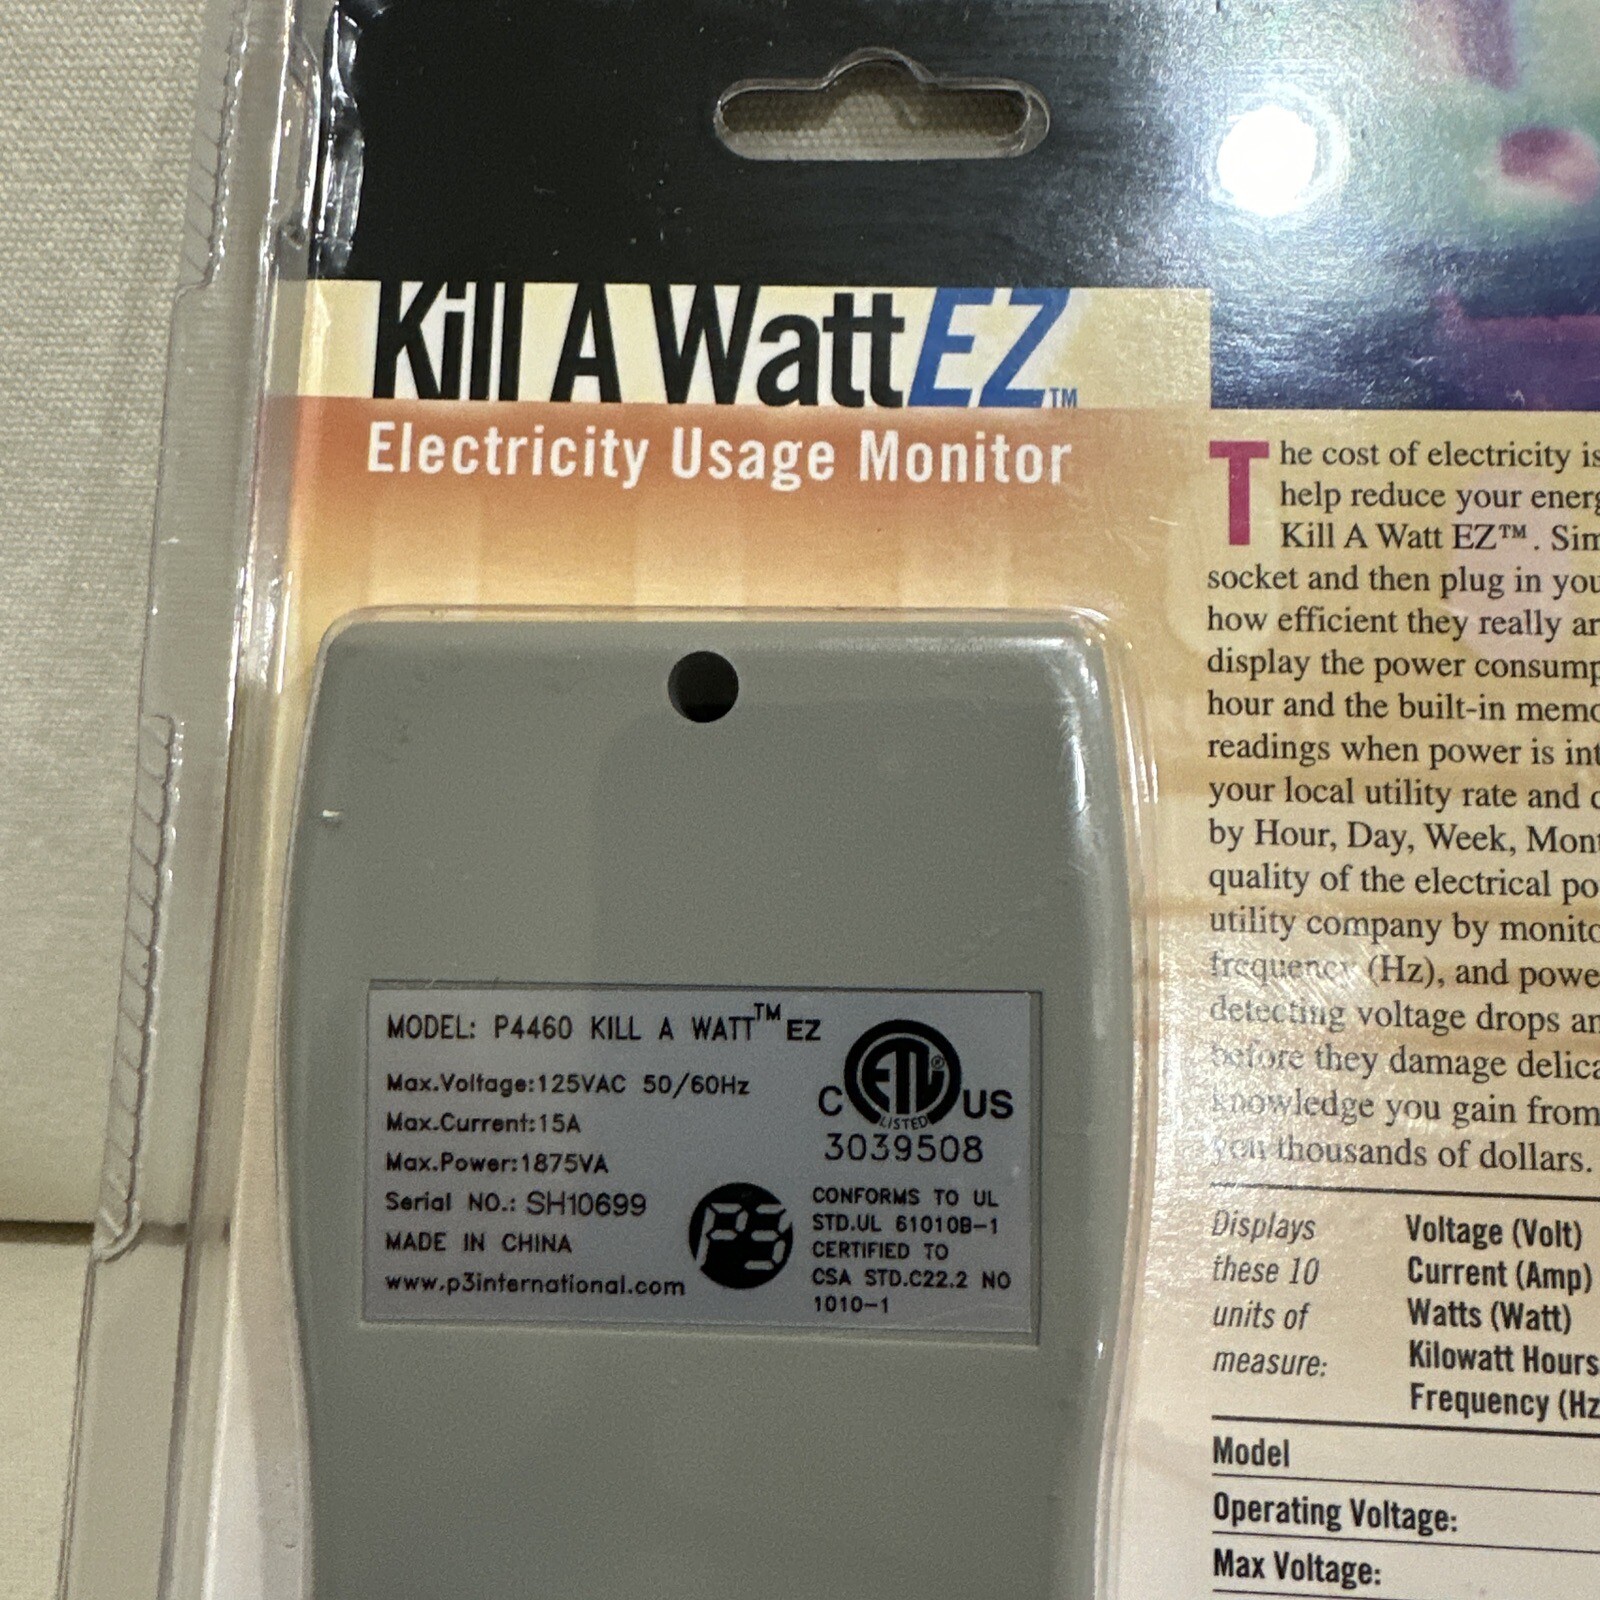 Kill A Watt EZ™
Electricity Usage Monitor
The cost of electricity is
help reduce your energ
Kill A Watt EZ™. Sim
socket and then plug in you
how efficient they really ar
display the power consump
hour and the built-in memo
readings when power is int
your local utility rate and c
by Hour, Day, Week, Mont
quality of the electrical po
utility company by monito
frequency (Hz), and powe
detecting voltage drops an
before they damage delica
knowledge you gain from
you thousands of dollars.
Displays
these 10
units of
measure:
Voltage (Volt)
Current (Amp)
Watts (Watt)
Kilowatt Hours
Frequency (Hz
Model
Operating Voltage:
Max Voltage:
MODEL: P4460 KILL A WATT™ EZ
Max.Voltage:125VAC 50/60Hz
Max.Current:15A
Max.Power:1875VA
Serial NO.: SH10699
MADE IN CHINA
www.p3international.com
C ETL® US
LISTED
3039508
P3
CONFORMS TO UL
STD.UL 61010B-1
CERTIFIED TO
CSA STD.C22.2 NO
1010-1